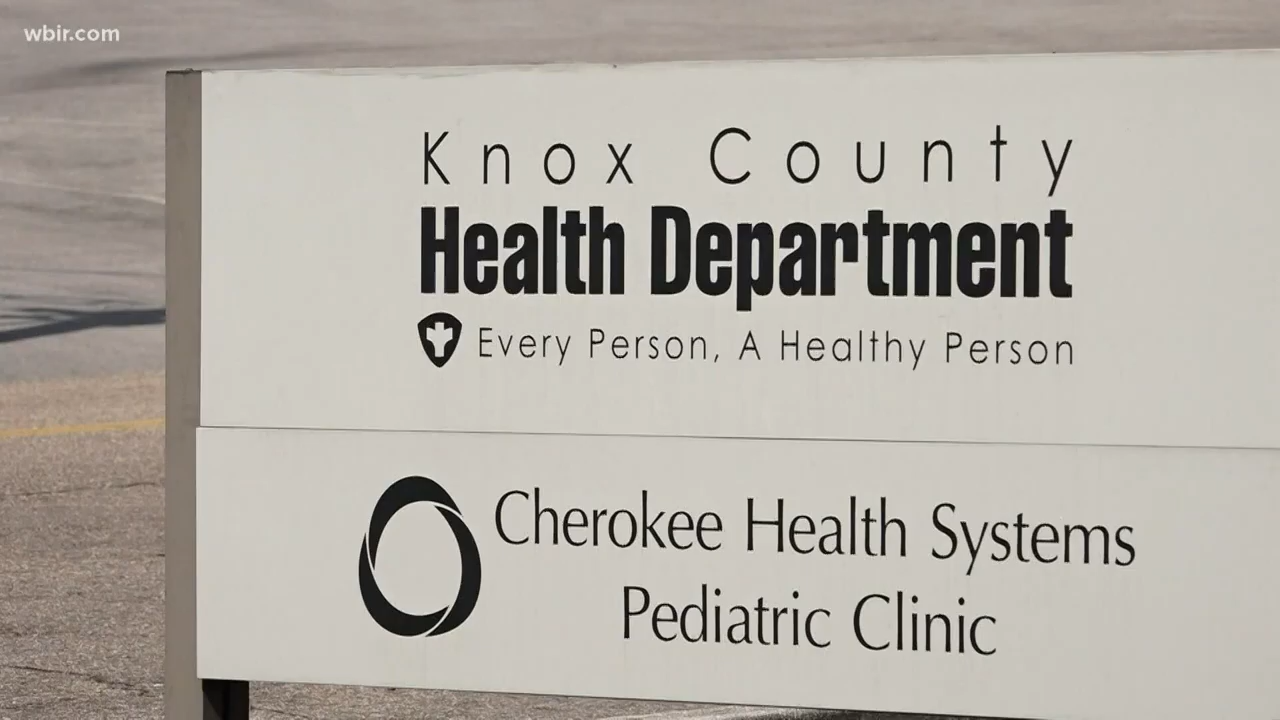 wbir.com
Knox County
Health Department
Every Person, A Healthy Person
Cherokee Health Systems
Pediatric Clinic